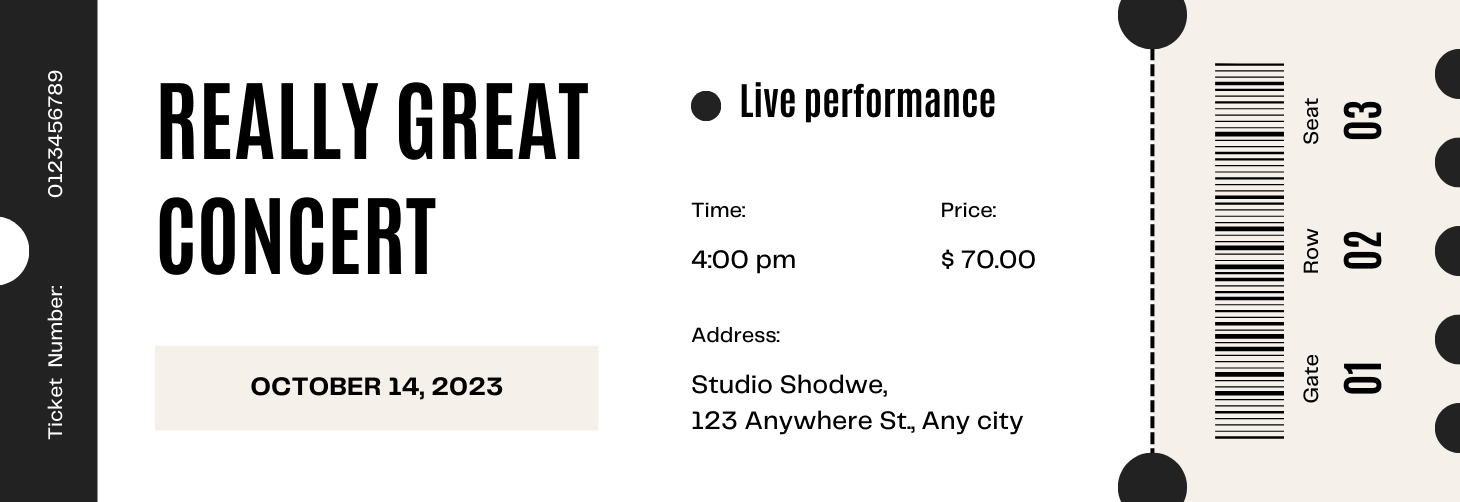 Ticket Number: 0123456789
REALLY GREAT
CONCERT
OCTOBER 14, 2023
Live performance
Time:
4:00 pm
Price:
$ 70.00
Address:
Studio Shodwe,
123 Anywhere St., Any city
Gate Row Seat
01 02 03